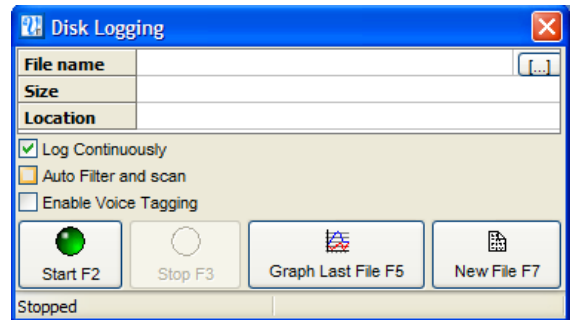 Disk Logging
File name
[...]
Size
Location
Log Continuously
Auto Filter and scan
Enable Voice Tagging
Start F2 Stop F3 Graph Last File F5 New File F7
Stopped